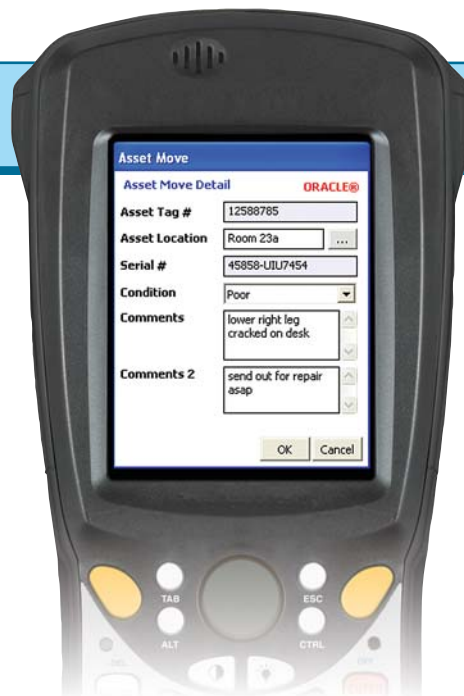 Asset Move
Asset Move Detail ORACLE®
Asset Tag # 12588785
Asset Location Room 23a ...
Serial # 45858-UIU7454
Condition Poor
Comments lower right leg
cracked on desk
Comments 2 send out for repair
asap
OK Cancel
TAB ESC
ALT CTRL
DEL